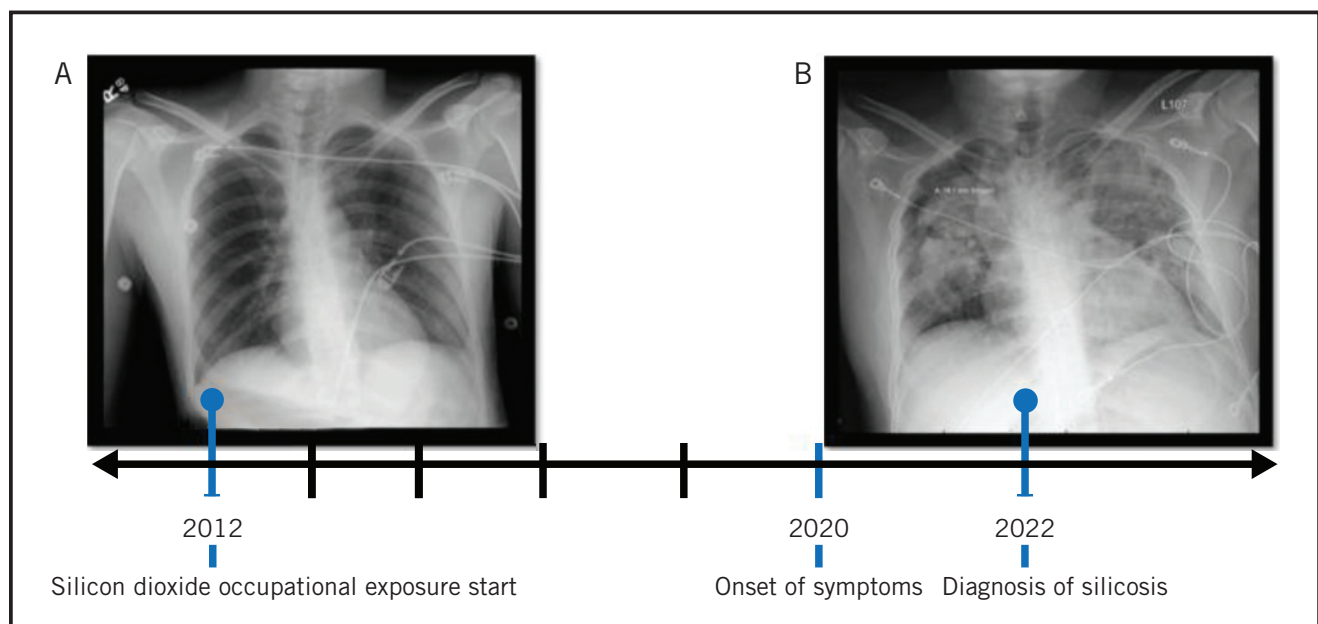 A
B
R
L107
2012
2020
2022
Silicon dioxide occupational exposure start
Onset of symptoms
Diagnosis of silicosis